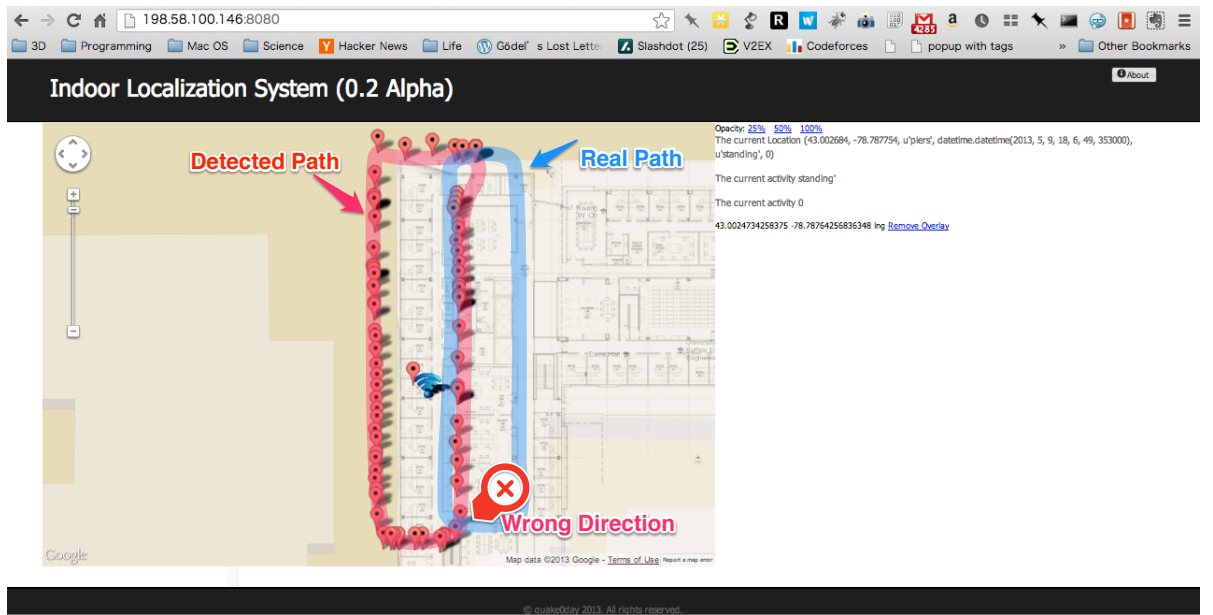 198.58.100.146:8080
4285
3D Programming Mac OS Science Y Hacker News Life Gödel's Lost Lette Slashdot (25) V2EX Codeforces popup with tags » Other Bookmarks
Indoor Localization System (0.2 Alpha)
About
Opacity: 25% 50% 100%
The current Location (43.002684, -78.787754, u'piers', datetime.datetime(2013, 5, 9, 18, 6, 49, 353000),
u'standing', 0)
The current activity standing'
The current activity 0
43.0024734258375 -78.78764256836348 lng Remove Overlay
Detected Path
Real Path
Wrong Direction
Google
Map data ©2013 Google - Terms of Use Report a map error
© quake0day 2013. All rights reserved.